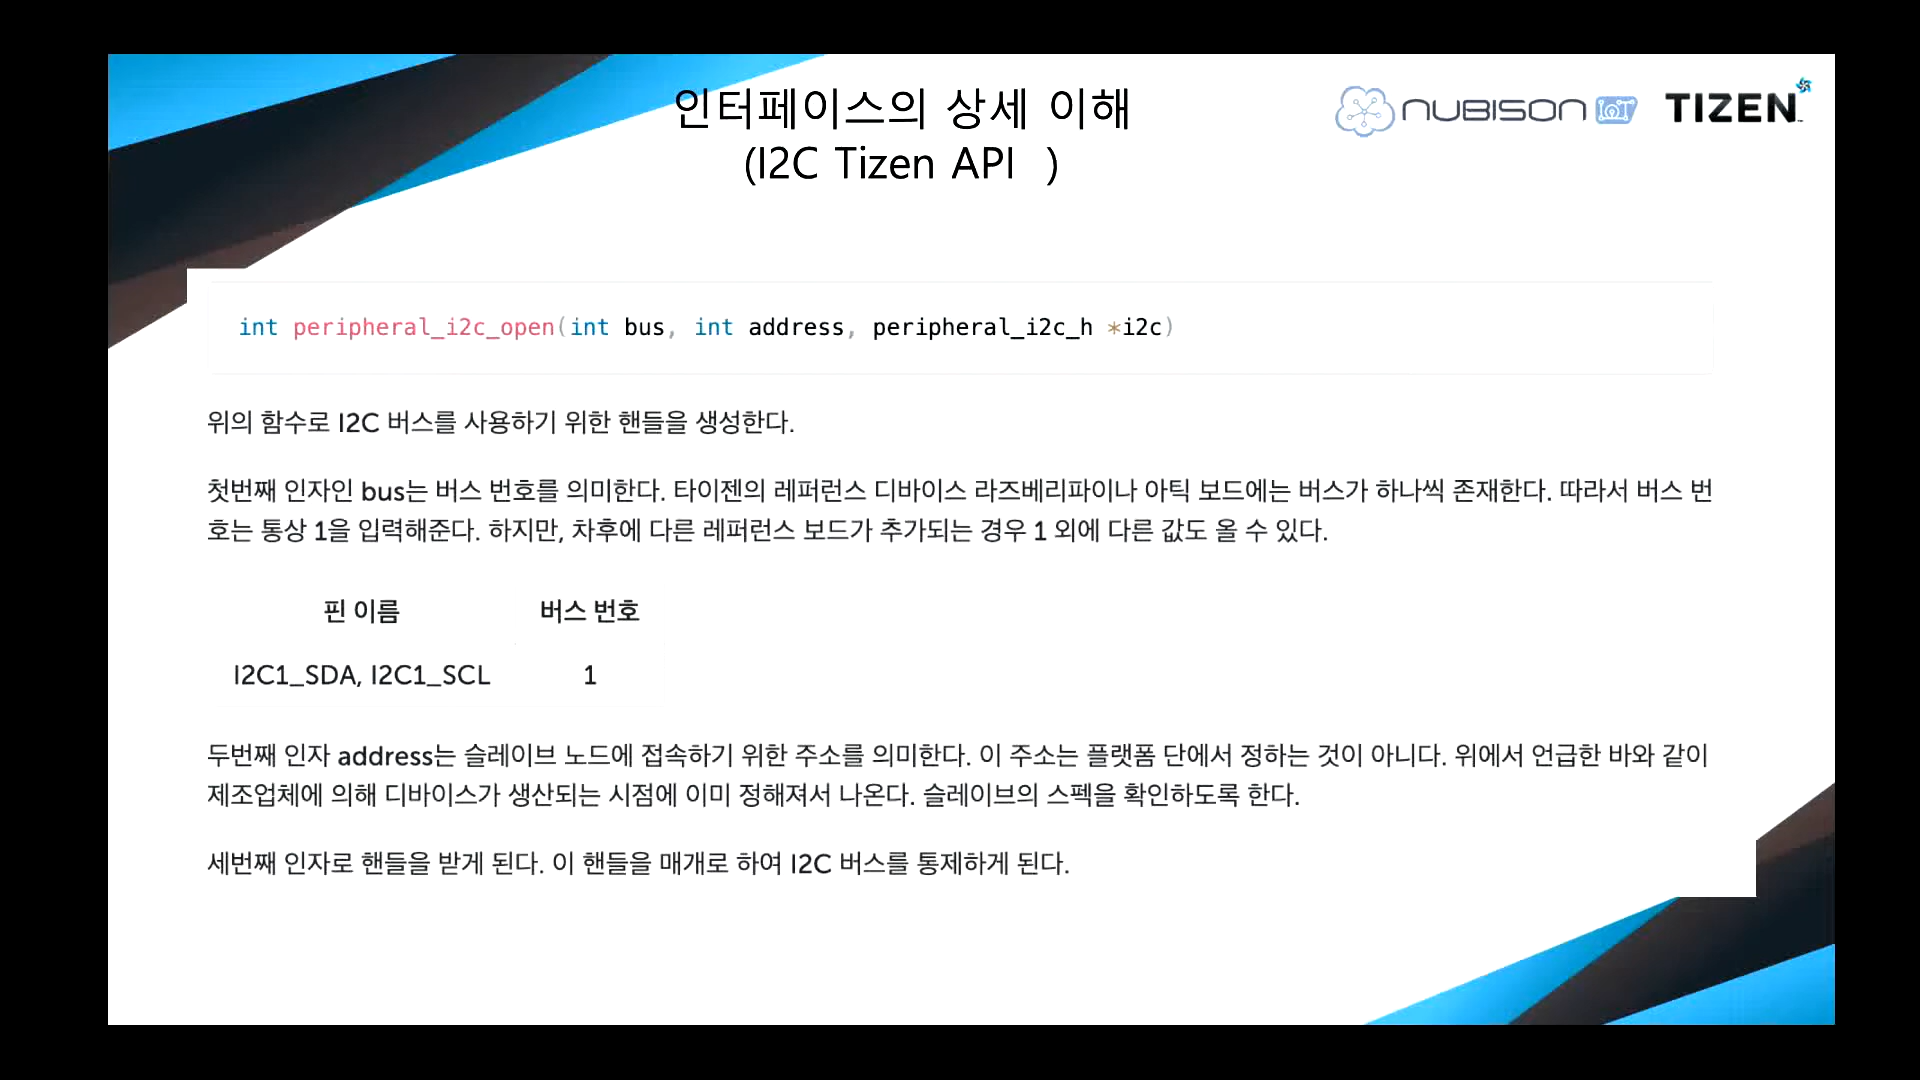 인터페이스의 상세 이해
(I2C Tizen API )
NUBISON IoT
TIZEN
int peripheral_i2c_open(int bus, int address, peripheral_i2c_h *i2c)
위의 함수로 I2C 버스를 사용하기 위한 핸들을 생성한다.
첫번째 인자인 bus는 버스 번호를 의미한다. 타이젠의 레퍼런스 디바이스 라즈베리파이나 아틱 보드에는 버스가 하나씩 존재한다. 따라서 버스 번
호는 통상 1을 입력해준다. 하지만, 차후에 다른 레퍼런스 보드가 추가되는 경우 1 외에 다른 값도 올 수 있다.
핀 이름 버스 번호
I2C1_SDA, I2C1_SCL 1
두번째 인자 address는 슬레이브 노드에 접속하기 위한 주소를 의미한다. 이 주소는 플랫폼 단에서 정하는 것이 아니다. 위에서 언급한 바와 같이
제조업체에 의해 디바이스가 생산되는 시점에 이미 정해져서 나온다. 슬레이브의 스펙을 확인하도록 한다.
세번째 인자로 핸들을 받게 된다. 이 핸들을 매개로 하여 I2C 버스를 통제하게 된다.